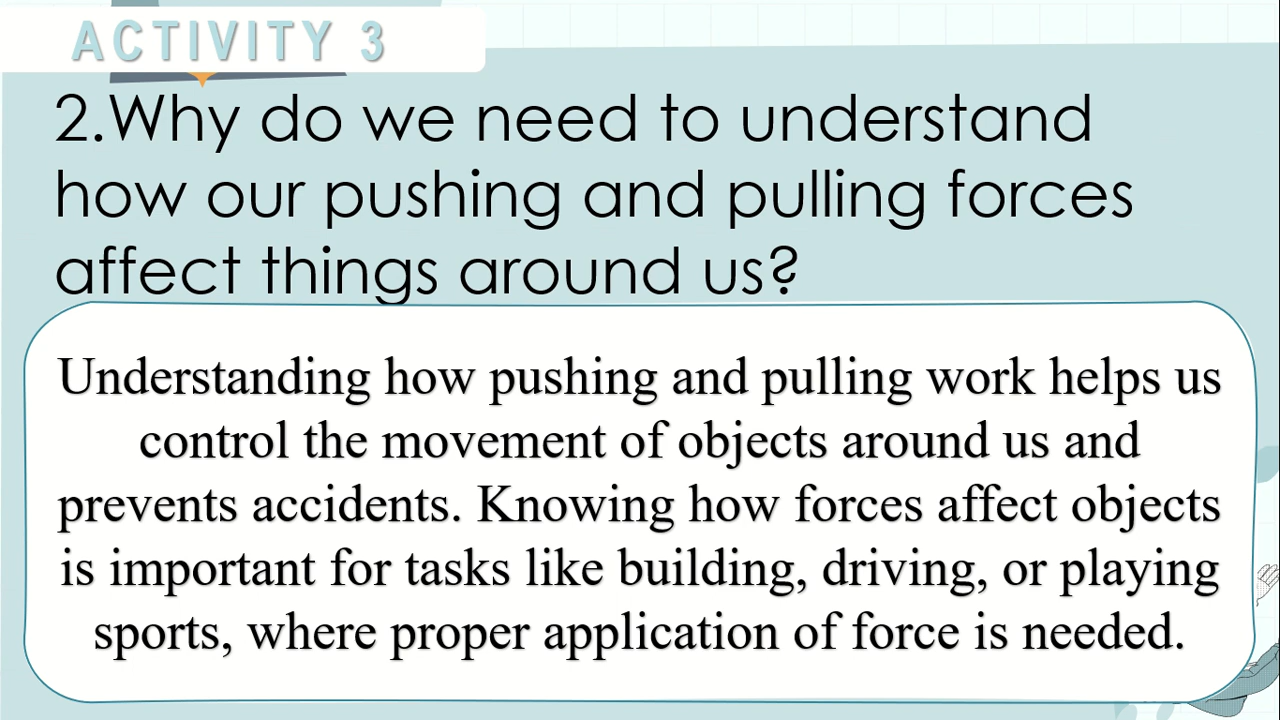 ACTIVITY 3
2.Why do we need to understand
how our pushing and pulling forces
affect things around us?
Understanding how pushing and pulling work helps us
control the movement of objects around us and
prevents accidents. Knowing how forces affect objects
is important for tasks like building, driving, or playing
sports, where proper application of force is needed.